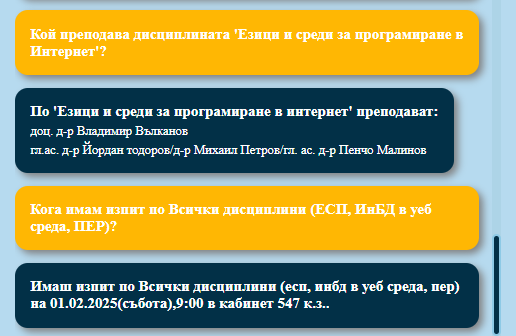 Кой преподава дисциплината 'Езици и среди за програмиране в
Интернет'?
По 'Езици и среди за програмиране в интернет' преподават:
доц. д-р Владимир Вълканов
гл.ас. д-р Йордан тодоров/д-р Михаил Петров/гл. ас. д-р Пенчо Малинов
Кога имам изпит по Всички дисциплини (ЕСП, ИнБД в уеб
среда, ПЕР)?
Имаш изпит по Всички дисциплини (есп, инбд в уеб среда, пер)
на 01.02.2025(събота),9:00 в кабинет 547 к.з..